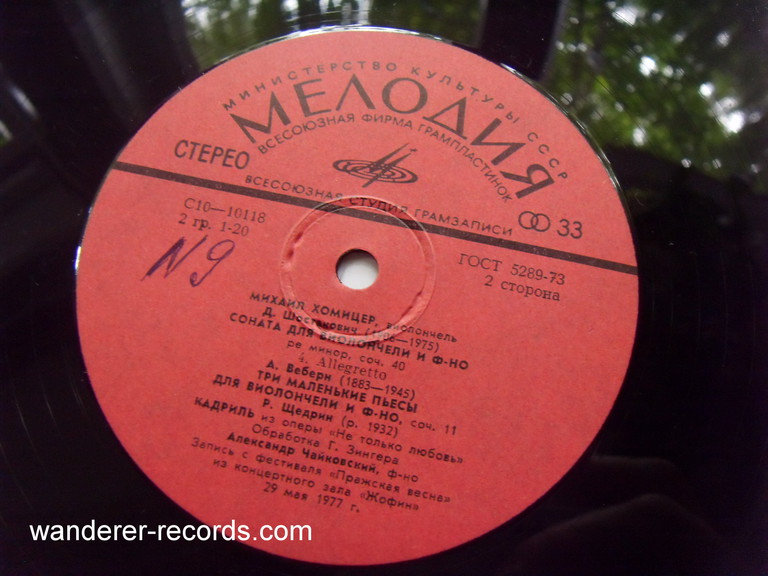 МИНИСТЕРСТВО КУЛЬТУРЫ СССР
МЕЛОДИЯ
ВСЕСОЮЗНАЯ ФИРМА ГРАМПЛАСТИНОК
СТЕРЕО
ВСЕСОЮЗНАЯ СТУДИЯ ГРАМЗАПИСИ
33
С10—10118
2 гр. 1-20
N9
ГОСТ 5289-73
2 сторона
МИХАИЛ ХОМИЦЕР, виолончель
Д. Шостакович (1906—1975)
СОНАТА ДЛЯ ВИОЛОНЧЕЛИ И Ф-НО
ре минор, соч. 40
4. Allegretto
А. Веберн (1883—1945)
ТРИ МАЛЕНЬКИЕ ПЬЕСЫ
ДЛЯ ВИОЛОНЧЕЛИ И Ф-НО, соч. 11
Р. Щедрин (р. 1932)
КАДРИЛЬ из оперы «Не только любовь»
Обработка Г. Зингера
Александр Чайковский, ф-но
Запись с фестиваля «Пражская весна»
из концертного зала «Жофин»
29 мая 1977 г.
wanderer-records.com